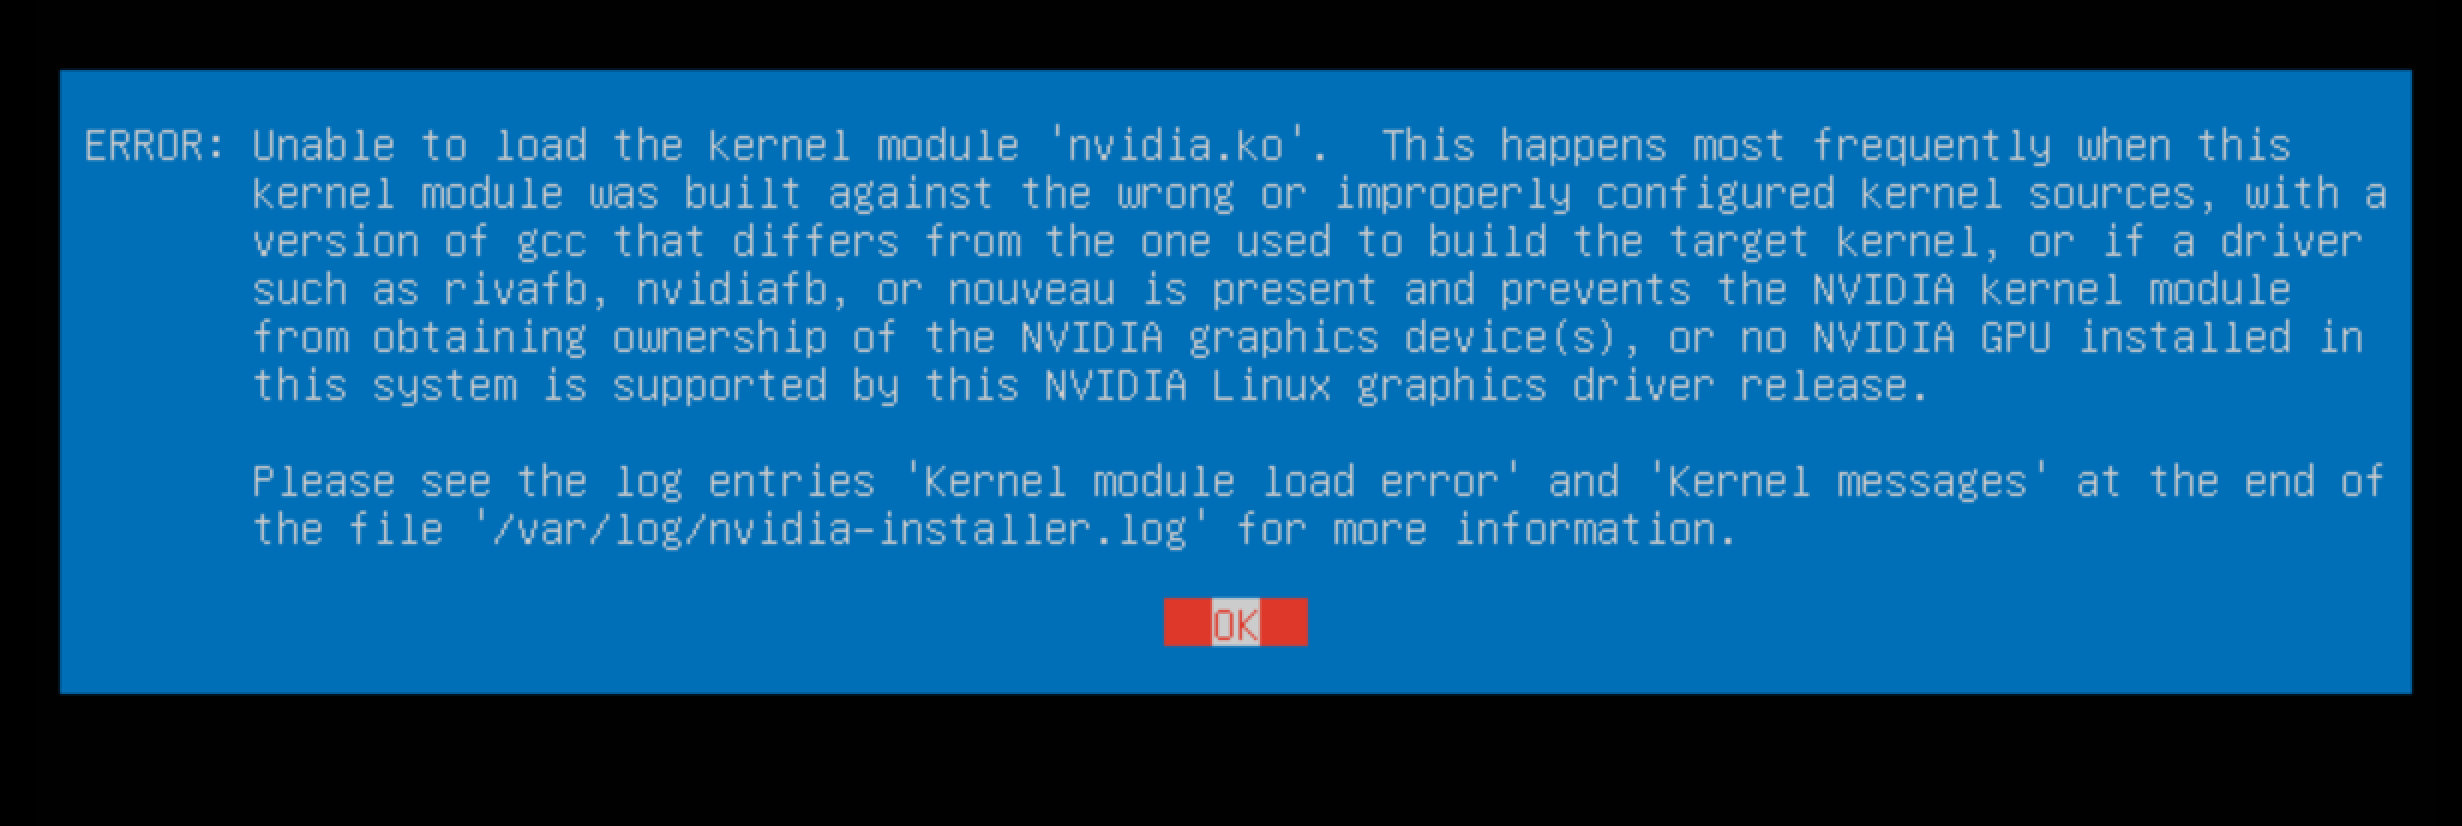 ERROR: Unable to load the kernel module 'nvidia.ko'.  This happens most frequently when this
kernel module was built against the wrong or improperly configured kernel sources, with a
version of gcc that differs from the one used to build the target kernel, or if a driver
such as rivafb, nvidiafb, or nouveau is present and prevents the NVIDIA kernel module
from obtaining ownership of the NVIDIA graphics device(s), or no NVIDIA GPU installed in
this system is supported by this NVIDIA Linux graphics driver release.
Please see the log entries 'Kernel module load error' and 'Kernel messages' at the end of
the file '/var/log/nvidia-installer.log' for more information.
OK